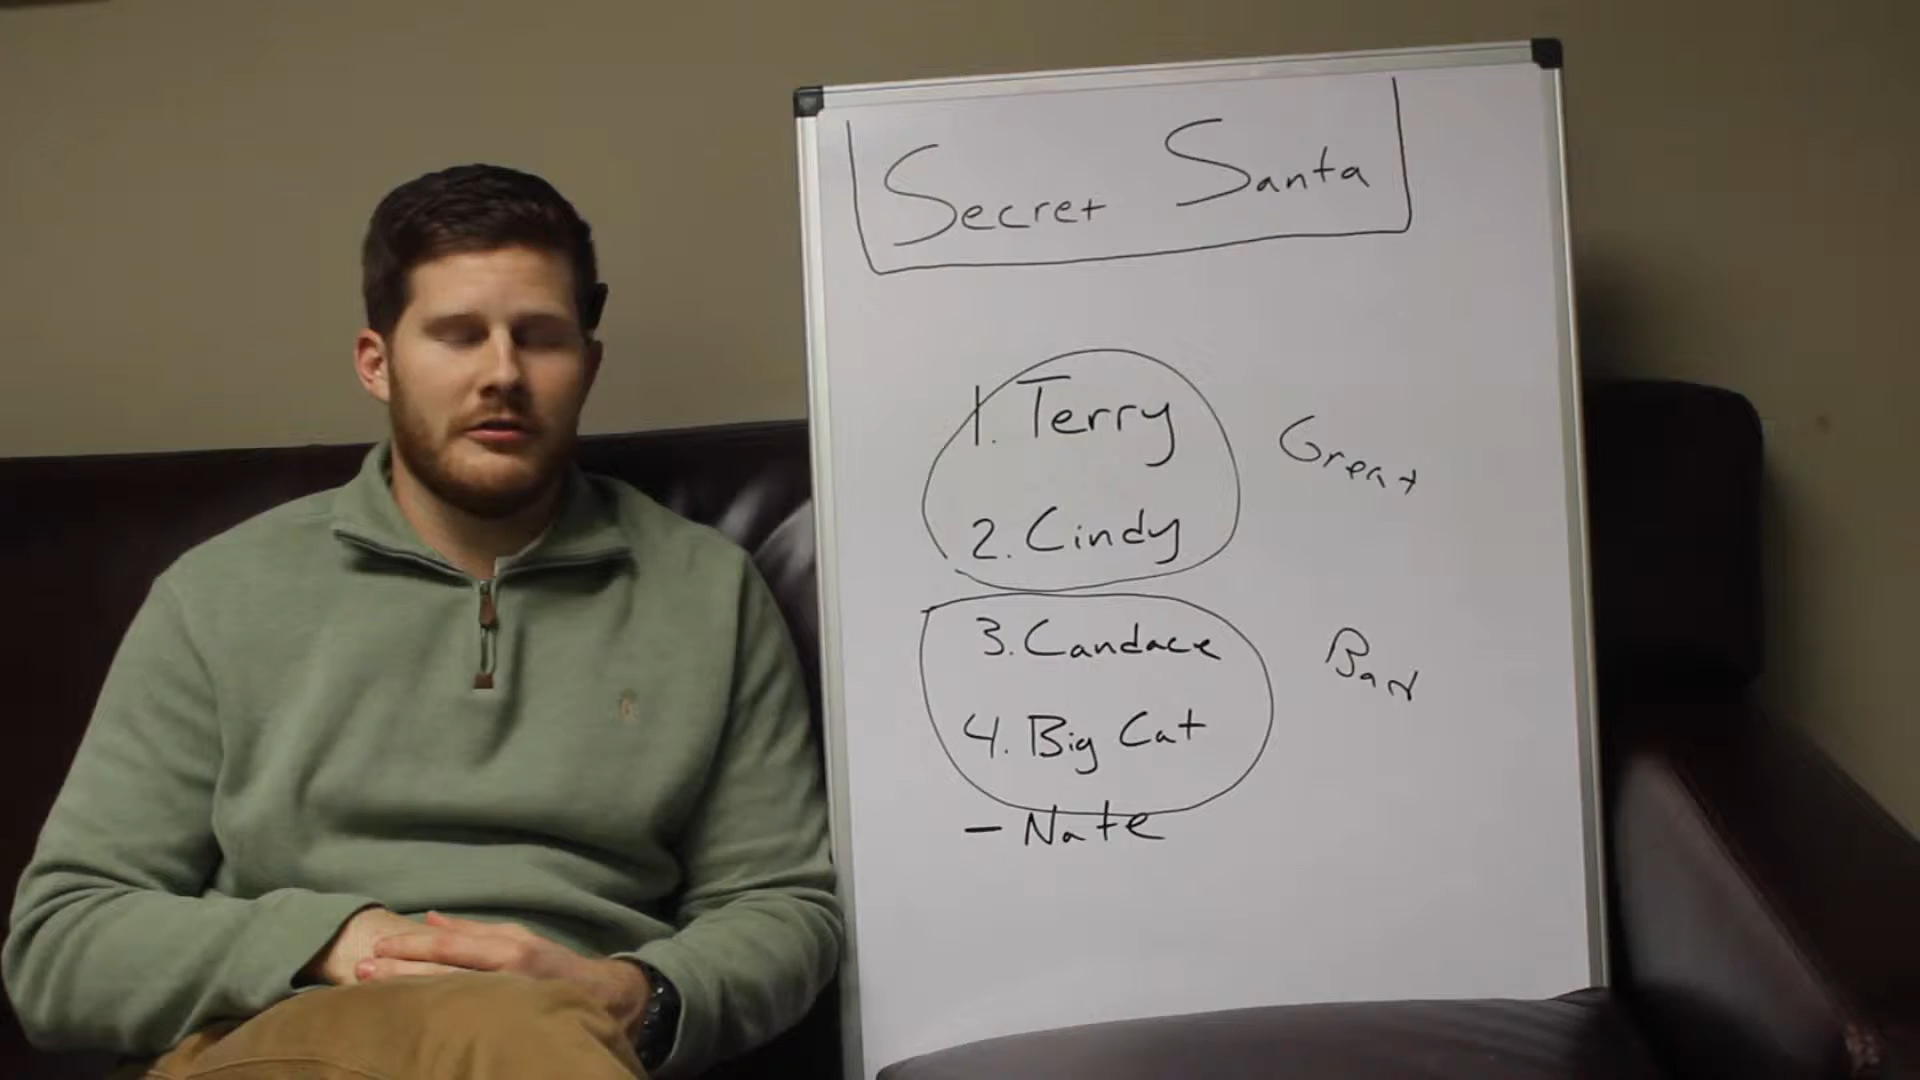 Secret Santa
1. Terry
2. Cindy
Great
3. Candace
4. Big Cat
Bad
- Nate